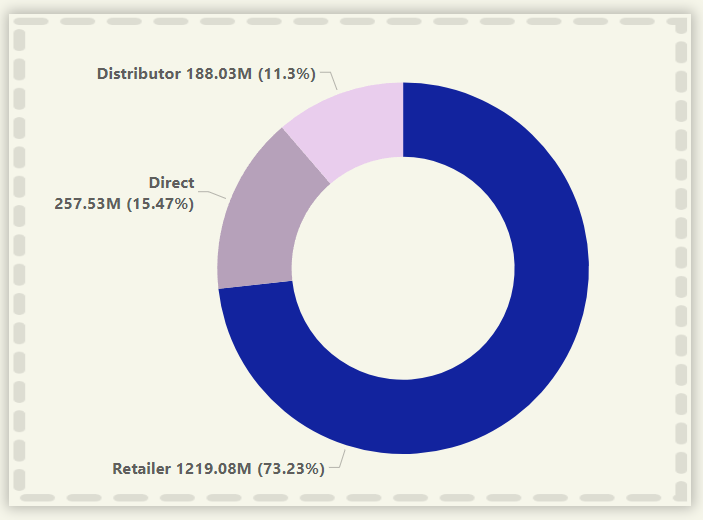 Distributor 188.03M (11.3%)
Direct
257.53M (15.47%)
Retailer 1219.08M (73.23%)